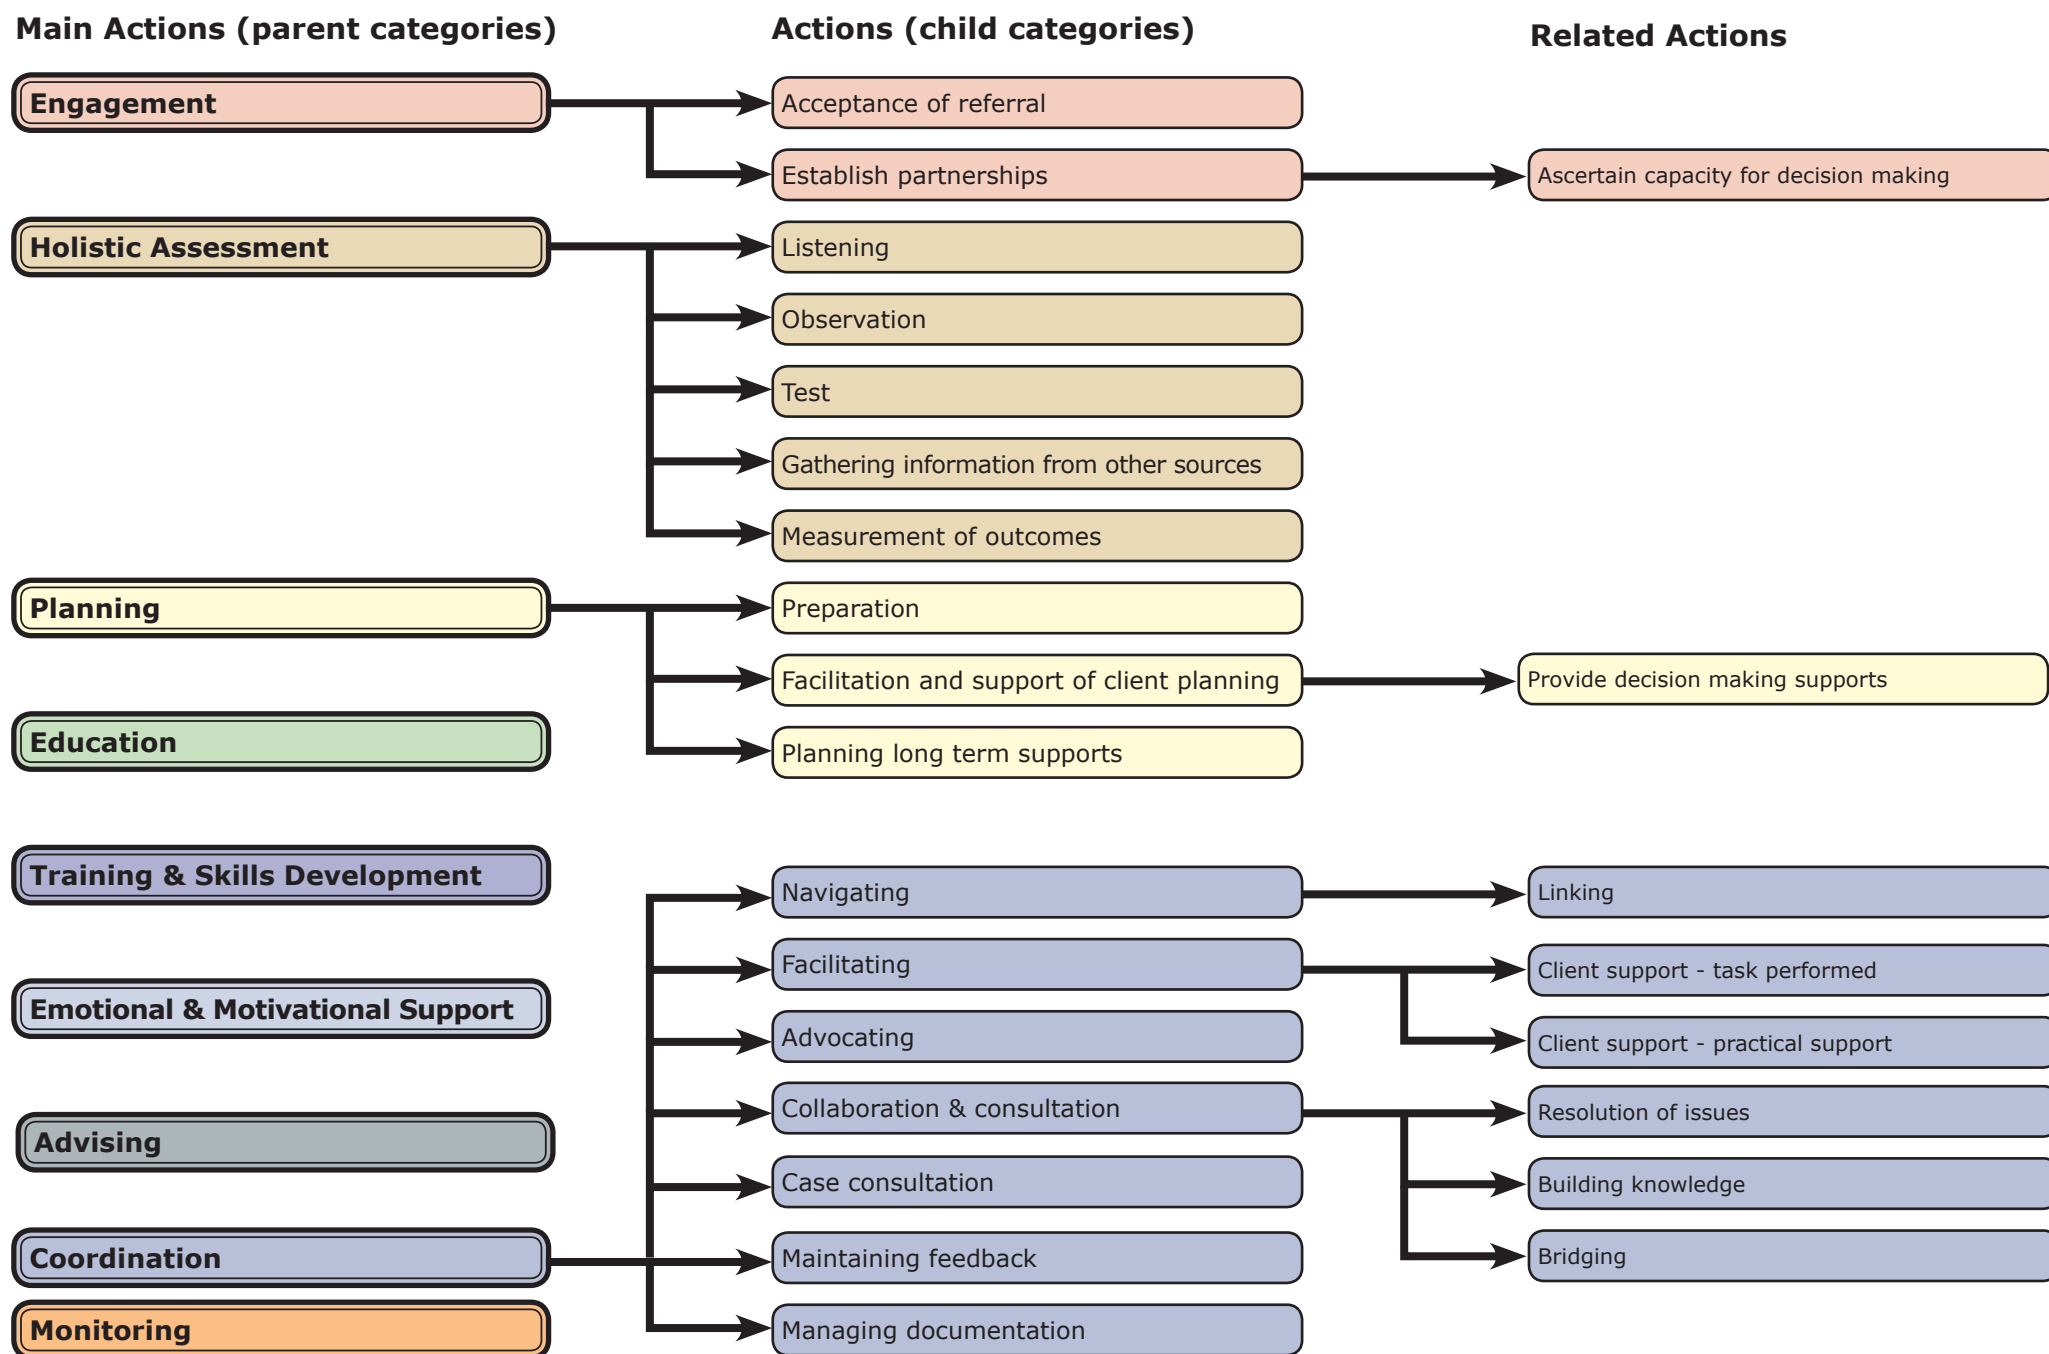 Main Actions (parent categories)
Actions (child categories)
Related Actions
Engagement
Acceptance of referral
Establish partnerships
Ascertain capacity for decision making
Holistic Assessment
Listening
Observation
Test
Gathering information from other sources
Measurement of outcomes
Planning
Preparation
Facilitation and support of client planning
Provide decision making supports
Planning long term supports
Education
Training & Skills Development
Emotional & Motivational Support
Advising
Coordination
Navigating
Linking
Facilitating
Client support - task performed
Client support - practical support
Advocating
Collaboration & consultation
Resolution of issues
Building knowledge
Bridging
Case consultation
Maintaining feedback
Managing documentation
Monitoring